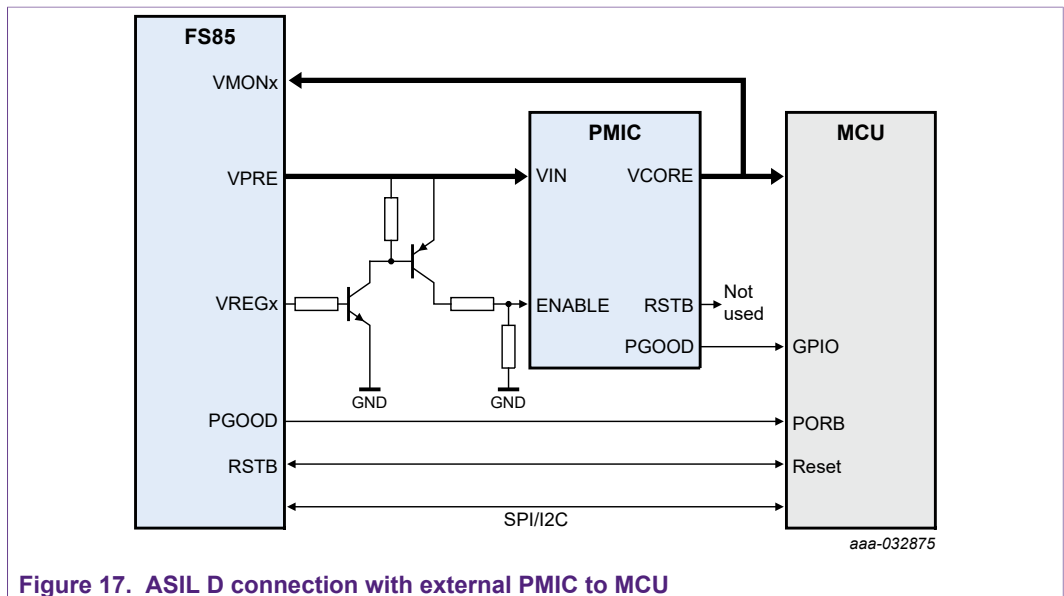 FS85
VMONx
PMIC
MCU
VPRE
VIN
VCORE
VREGx
ENABLE
RSTB
Not
used
PGOOD
GPIO
GND
GND
PGOOD
PORB
RSTB
Reset
SPI/I2C
aaa-032875
Figure 17. ASIL D connection with external PMIC to MCU